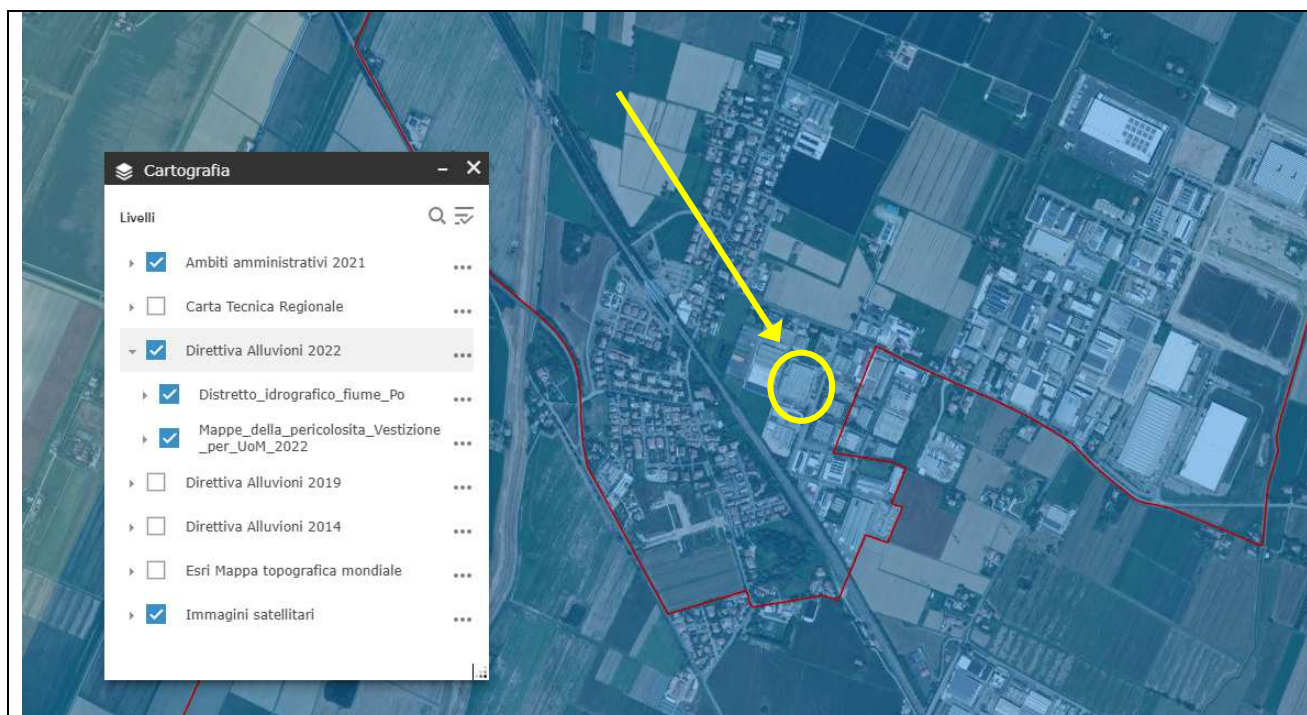 Cartografia
Livelli
Ambiti amministrativi 2021
Carta Tecnica Regionale
Direttiva Alluvioni 2022
Distretto_idrografico_fiume_Po
Mappe_della_pericolosita_Vestizione
_per_UoM_2022
Direttiva Alluvioni 2019
Direttiva Alluvioni 2014
Esri Mappa topografica mondiale
Immagini satellitari